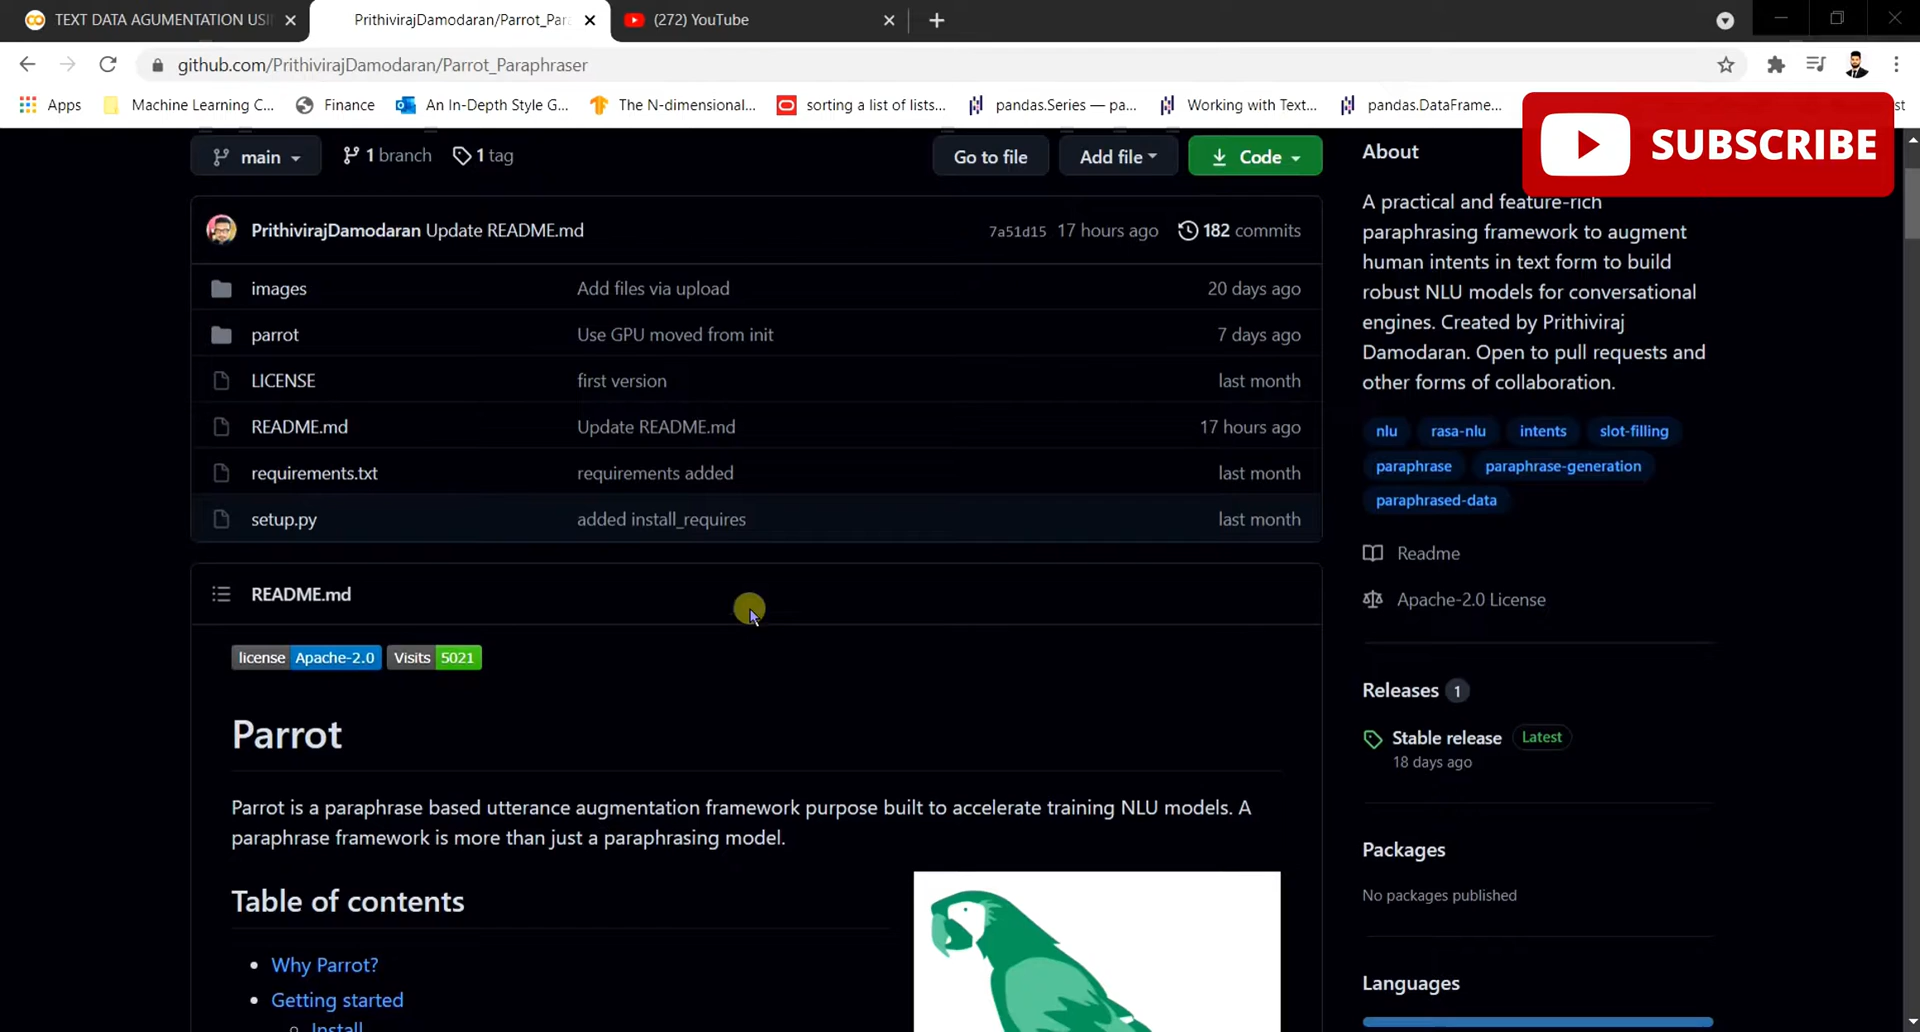 TEXT DATA AGUMENTATION USI
PrithivirajDamodaran/Parrot_Par
(272) YouTube
github.com/PrithivirajDamodaran/Parrot_Paraphraser
Apps
Machine Learning C...
Finance
An In-Depth Style G...
The N-dimensional...
sorting a list of lists...
pandas.Series — pa...
Working with Text...
pandas.DataFrame...
SUBSCRIBE
main
1 branch
1 tag
Go to file
Add file
Code
PrithivirajDamodaran Update README.md
7a51d15 17 hours ago
182 commits
images Add files via upload 20 days ago
parrot Use GPU moved from init 7 days ago
LICENSE first version last month
README.md Update README.md 17 hours ago
requirements.txt requirements added last month
setup.py added install_requires last month
README.md
license Apache-2.0 Visits 5021
Parrot
Parrot is a paraphrase based utterance augmentation framework purpose built to accelerate training NLU models. A
paraphrase framework is more than just a paraphrasing model.
Table of contents
Why Parrot?
Getting started
Install
About
A practical and feature-rich
paraphrasing framework to augment
human intents in text form to build
robust NLU models for conversational
engines. Created by Prithiviraj
Damodaran. Open to pull requests and
other forms of collaboration.
nlu rasa-nlu intents slot-filling
paraphrase paraphrase-generation
paraphrased-data
Readme
Apache-2.0 License
Releases 1
Stable release Latest
18 days ago
Packages
No packages published
Languages